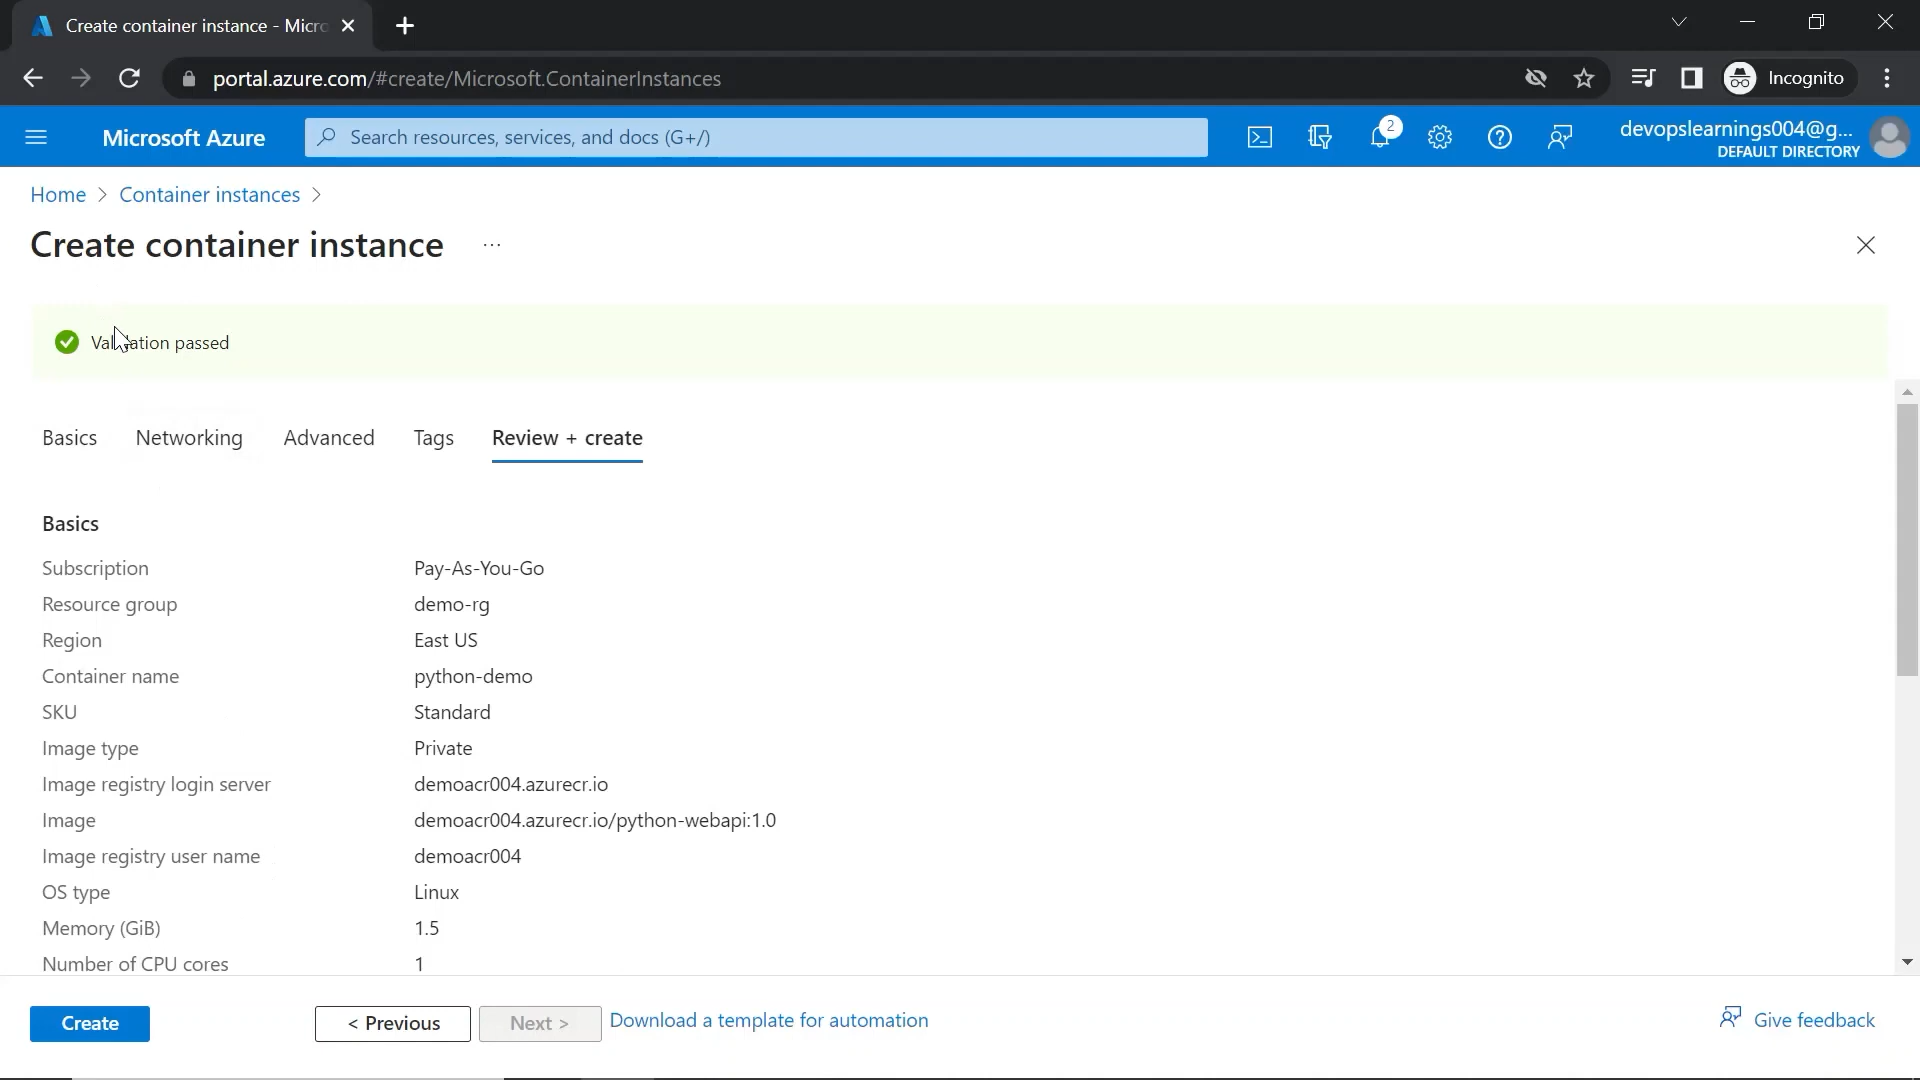 Create container instance - Micro
portal.azure.com/#create/Microsoft.ContainerInstances
Incognito
Microsoft Azure
Search resources, services, and docs (G+/)
2
devopslearnings004@g...
DEFAULT DIRECTORY
Home > Container instances >
Create container instance ...
Validation passed
Basics Networking Advanced Tags Review + create
Basics
Subscription Pay-As-You-Go
Resource group demo-rg
Region East US
Container name python-demo
SKU Standard
Image type Private
Image registry login server demoacr004.azurecr.io
Image demoacr004.azurecr.io/python-webapi:1.0
Image registry user name demoacr004
OS type Linux
Memory (GiB) 1.5
Number of CPU cores 1
Create < Previous Next > Download a template for automation Give feedback